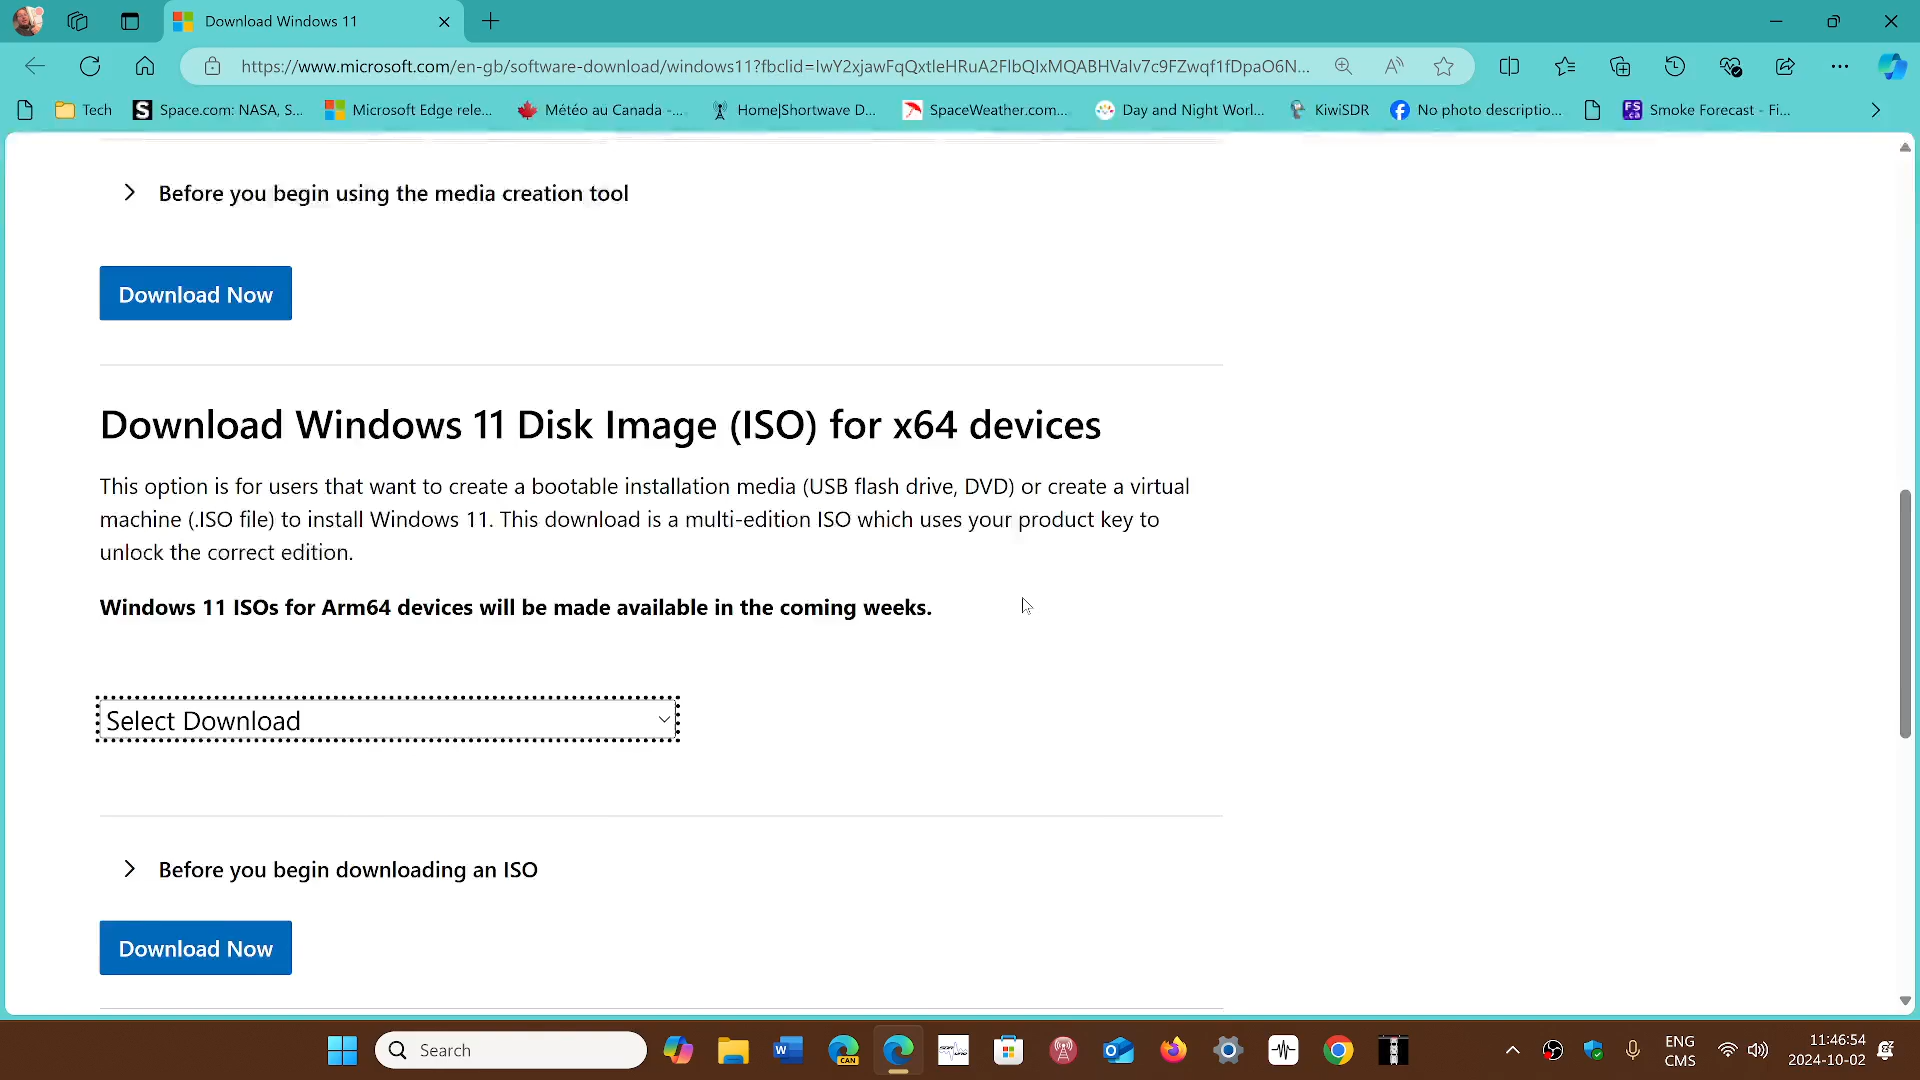 Download Windows 11
https://www.microsoft.com/en-gb/software-download/windows11?fbclid=IwY2xjawFqQxtleHRuA2FlbQIxMQABHValv7c9FZwqf1fDpaO6N...
Tech
Space.com: NASA, S...
Microsoft Edge rele...
Météo au Canada -...
Home|Shortwave D...
SpaceWeather.com...
Day and Night Worl...
KiwiSDR
No photo descriptio...
FS
.ca
Smoke Forecast - Fi...
Before you begin using the media creation tool
Download Now
Download Windows 11 Disk Image (ISO) for x64 devices
This option is for users that want to create a bootable installation media (USB flash drive, DVD) or create a virtual
machine (.ISO file) to install Windows 11. This download is a multi-edition ISO which uses your product key to
unlock the correct edition.
Windows 11 ISOs for Arm64 devices will be made available in the coming weeks.
Select Download
Before you begin downloading an ISO
Download Now
Search
CAN
ENG
CMS
11:46:54
2024-10-02